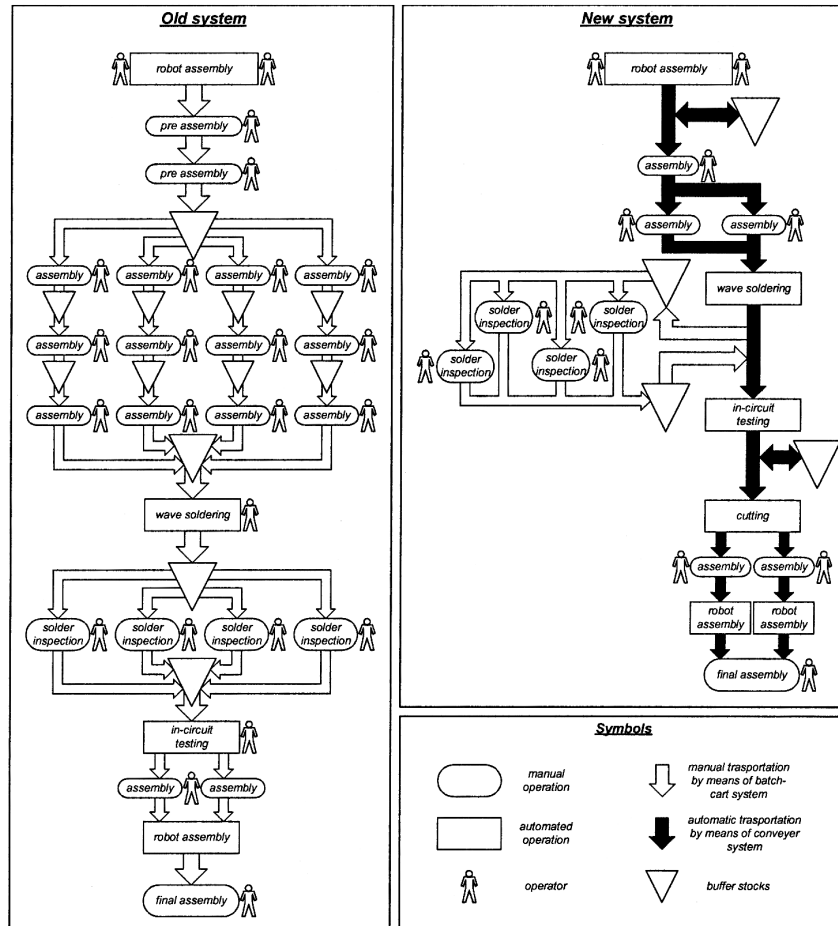 Old system
robot assembly
pre assembly
pre assembly
assembly
assembly
assembly
assembly
assembly
assembly
assembly
assembly
assembly
assembly
assembly
assembly
wave soldering
solder
inspection
solder
inspection
solder
inspection
solder
inspection
in-circuit
testing
assembly
assembly
robot assembly
final assembly
New system
robot assembly
assembly
assembly
assembly
wave soldering
solder
inspection
solder
inspection
solder
inspection
solder
inspection
in-circuit
testing
cutting
assembly
assembly
robot
assembly
robot
assembly
final assembly
Symbols
manual
operation
manual trasportation
by means of batch-
cart system
automated
operation
automatic trasportation
by means of conveyer
system
operator
buffer stocks